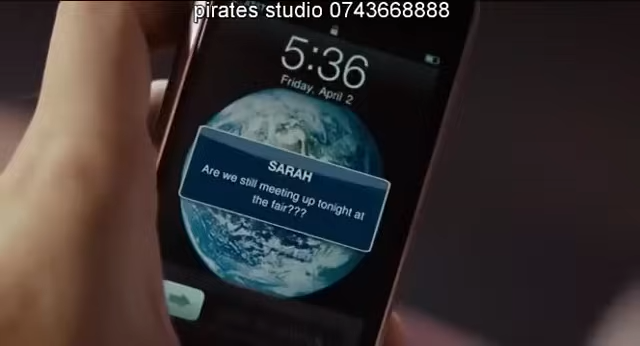 pirates studio 0743668888
5:36
Friday, April 2
SARAH
Are we still meeting up tonight at
the fair???